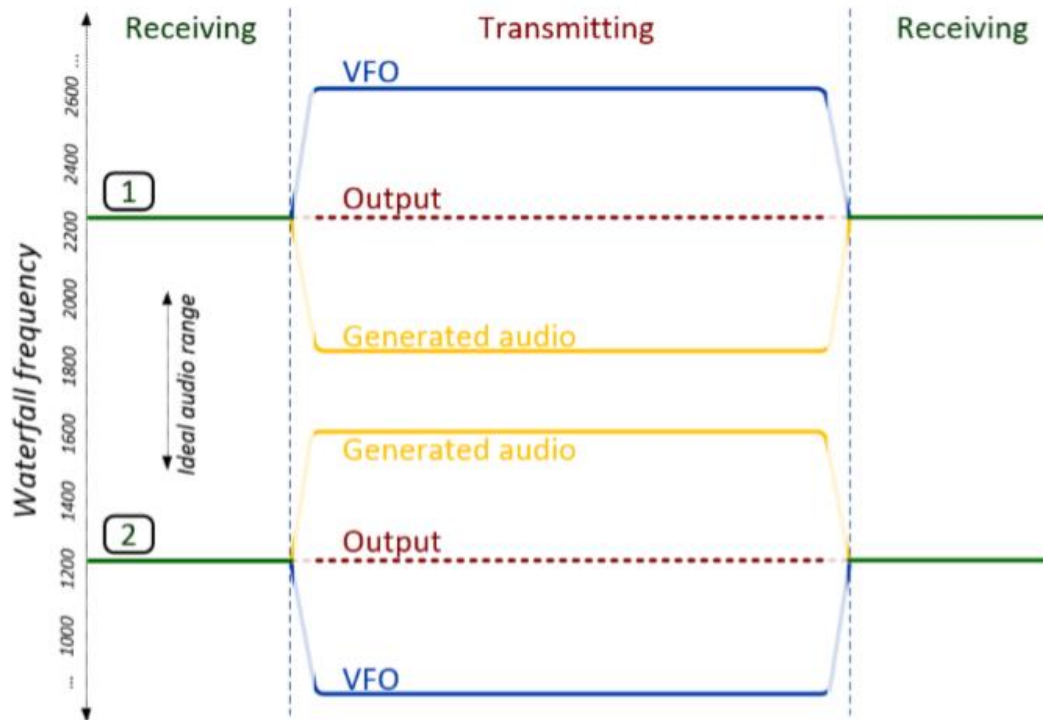 Receiving
Transmitting
Receiving
Waterfall frequency
...
2600
2400
2200
2000
1800
1600
1400
1200
1000
...
VFO
1
Output
Ideal audio range
Generated audio
Generated audio
2
Output
VFO